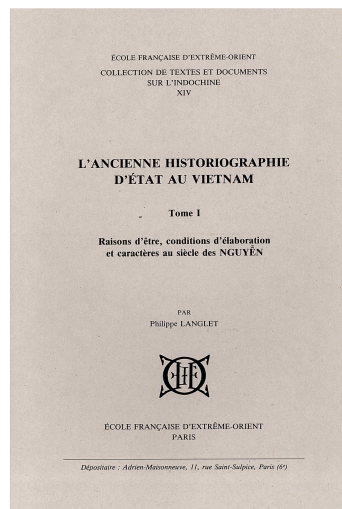 ÉCOLE FRANÇAISE D'EXTRÊME-ORIENT
COLLECTION DE TEXTES ET DOCUMENTS
SUR L'INDOCHINE
XIV
L'ANCIENNE HISTORIOGRAPHIE
D'ÉTAT AU VIETNAM
Tome I
Raisons d'être, conditions d'élaboration
et caractères au siècle des NGUYỄN
PAR
Philippe LANGLET
ÉCOLE FRANÇAISE D'EXTRÊME-ORIENT
PARIS
Dépositaire : Adrien-Maisonneuve, 11, rue Saint-Sulpice, Paris (6e)